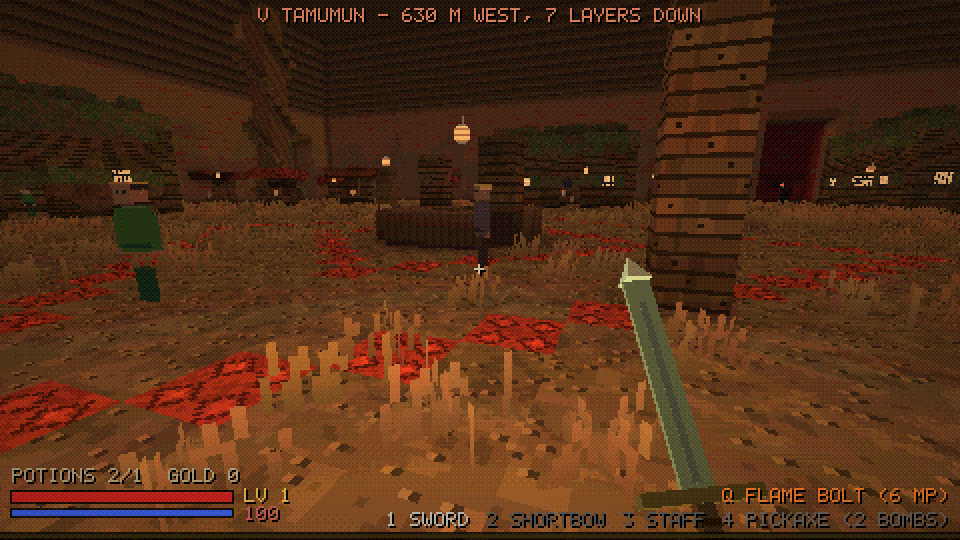 V TAMUMUN - 630 M WEST, 7 LAYERS DOWN
POTIONS 2/1 GOLD 0
LV 1
100
Q FLAME BOLT (6 MP)
1 SWORD 2 SHORTBOW 3 STAFF 4 PICKAXE (2 BOMBS)